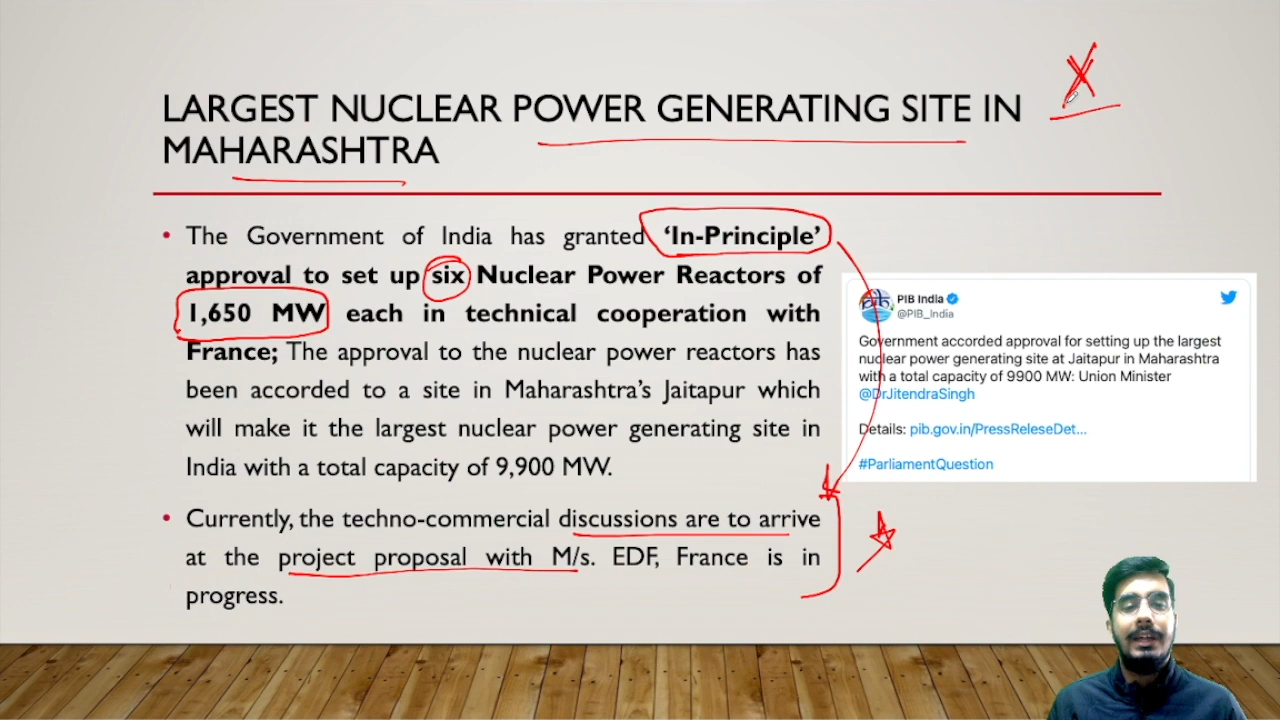 LARGEST NUCLEAR POWER GENERATING SITE IN
MAHARASHTRA
• The Government of India has granted ‘In-Principle’
approval to set up six Nuclear Power Reactors of
1,650 MW each in technical cooperation with
France; The approval to the nuclear power reactors has
been accorded to a site in Maharashtra’s Jaitapur which
will make it the largest nuclear power generating site in
India with a total capacity of 9,900 MW.
• Currently, the techno-commercial discussions are to arrive
at the project proposal with M/s. EDF, France is in
progress.
PIB India
@PIB_India
Government accorded approval for setting up the largest
nuclear power generating site at Jaitapur in Maharashtra
with a total capacity of 9900 MW: Union Minister
@DrJitendraSingh
Details: pib.gov.in/PressReleseDet...
#ParliamentQuestion